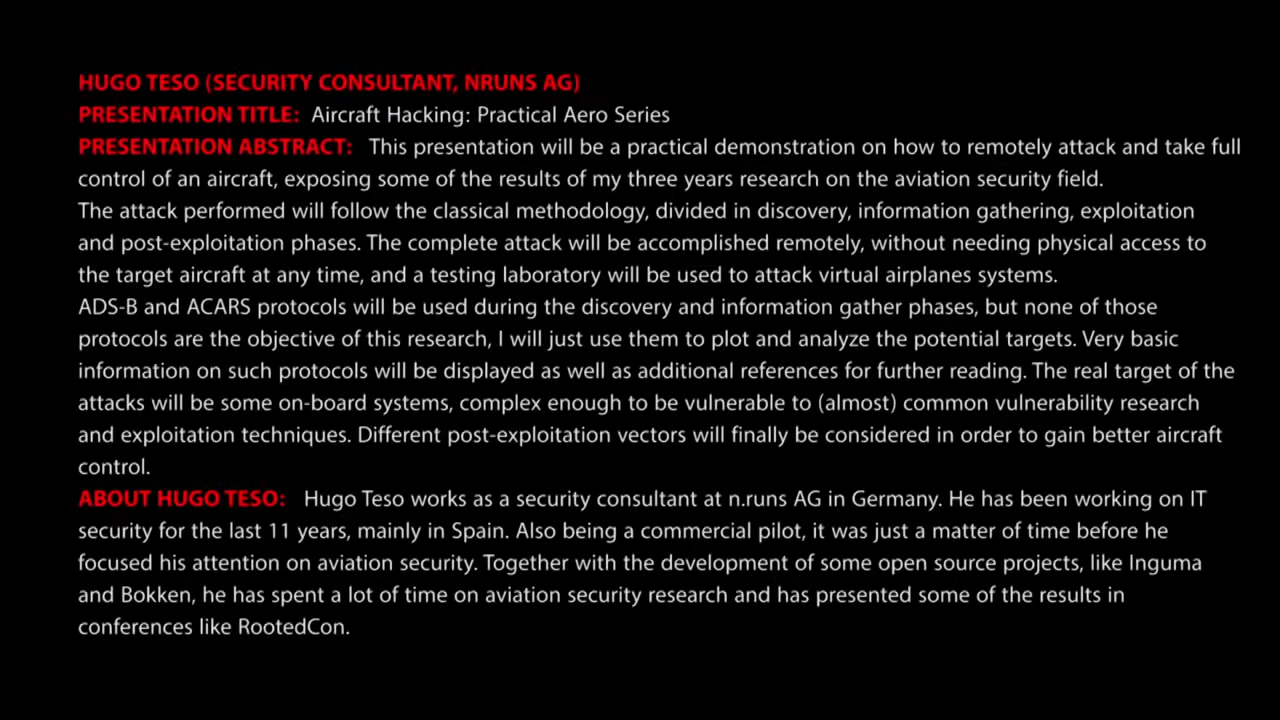 HUGO TESO (SECURITY CONSULTANT, NRUNS AG)
PRESENTATION TITLE: Aircraft Hacking: Practical Aero Series
PRESENTATION ABSTRACT: This presentation will be a practical demonstration on how to remotely attack and take full
control of an aircraft, exposing some of the results of my three years research on the aviation security field.
The attack performed will follow the classical methodology, divided in discovery, information gathering, exploitation
and post-exploitation phases. The complete attack will be accomplished remotely, without needing physical access to
the target aircraft at any time, and a testing laboratory will be used to attack virtual airplanes systems.
ADS-B and ACARS protocols will be used during the discovery and information gather phases, but none of those
protocols are the objective of this research, I will just use them to plot and analyze the potential targets. Very basic
information on such protocols will be displayed as well as additional references for further reading. The real target of the
attacks will be some on-board systems, complex enough to be vulnerable to (almost) common vulnerability research
and exploitation techniques. Different post-exploitation vectors will finally be considered in order to gain better aircraft
control.
ABOUT HUGO TESO: Hugo Teso works as a security consultant at n.runs AG in Germany. He has been working on IT
security for the last 11 years, mainly in Spain. Also being a commercial pilot, it was just a matter of time before he
focused his attention on aviation security. Together with the development of some open source projects, like Inguma
and Bokken, he has spent a lot of time on aviation security research and has presented some of the results in
conferences like RootedCon.